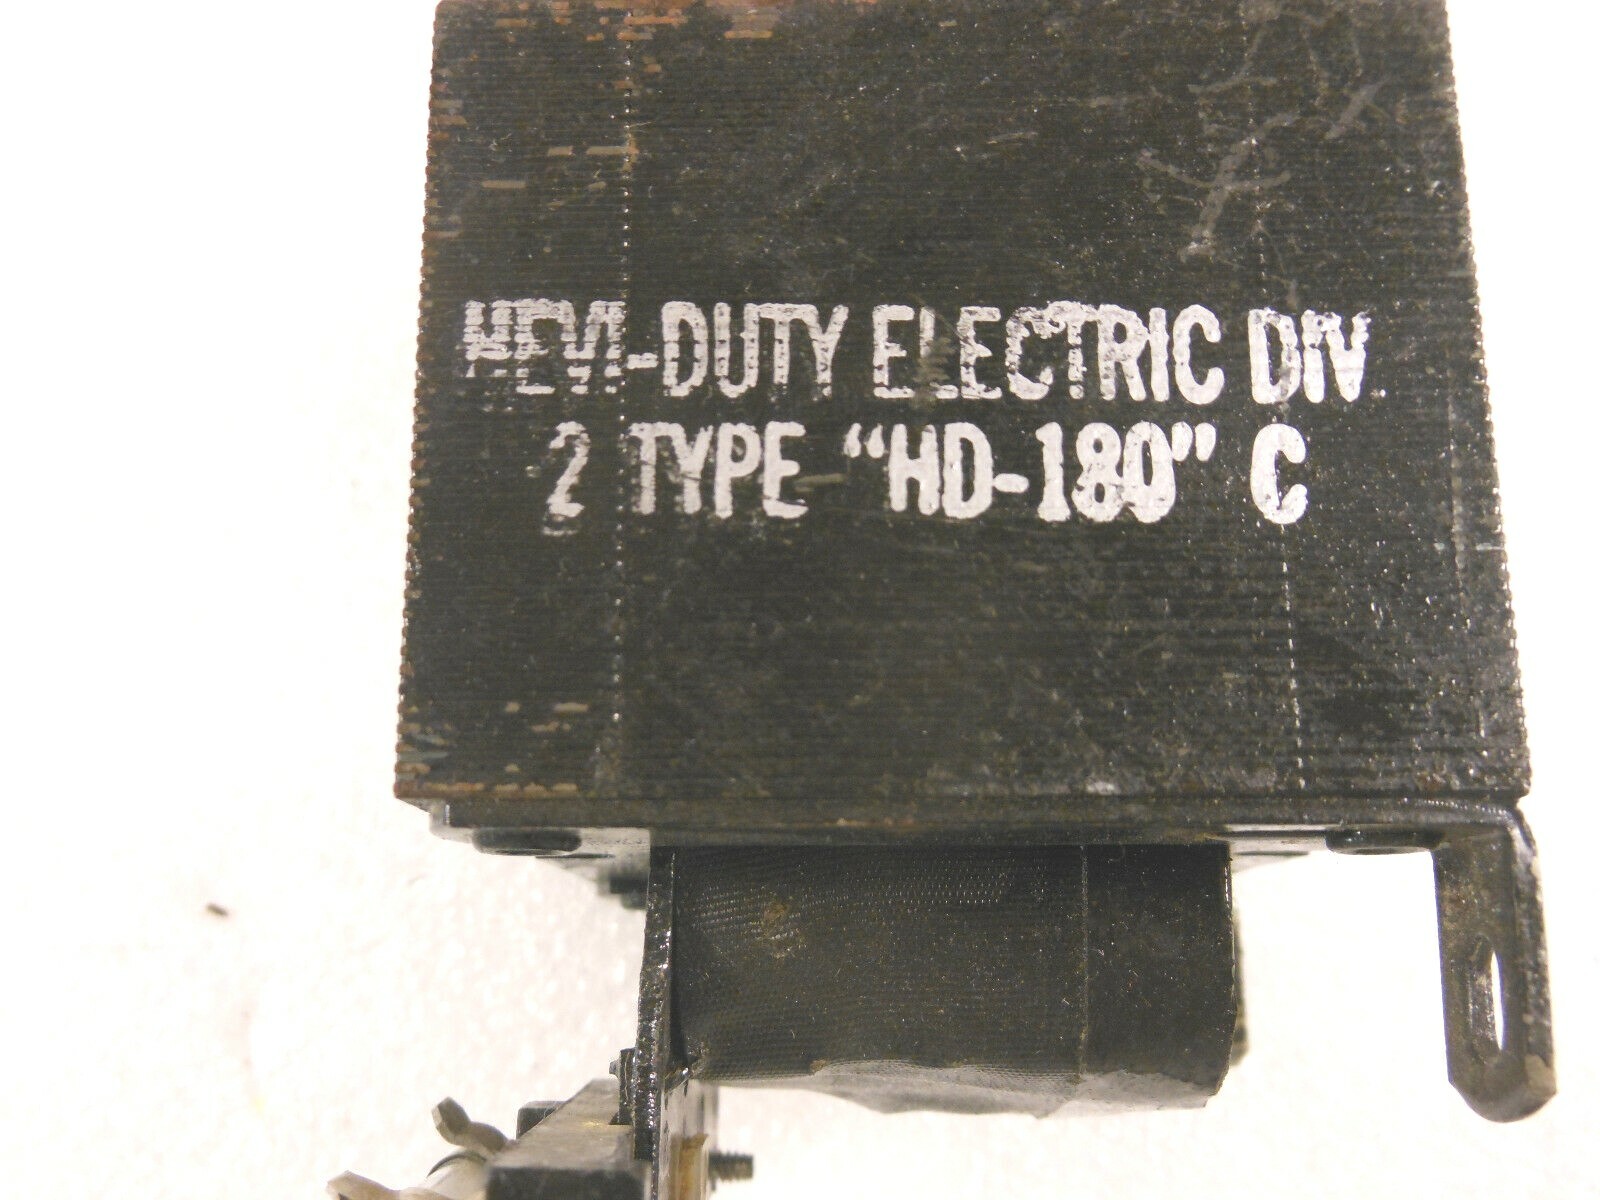 HEVI-DUTY ELECTRIC DIV.
2 TYPE "HD-180" C